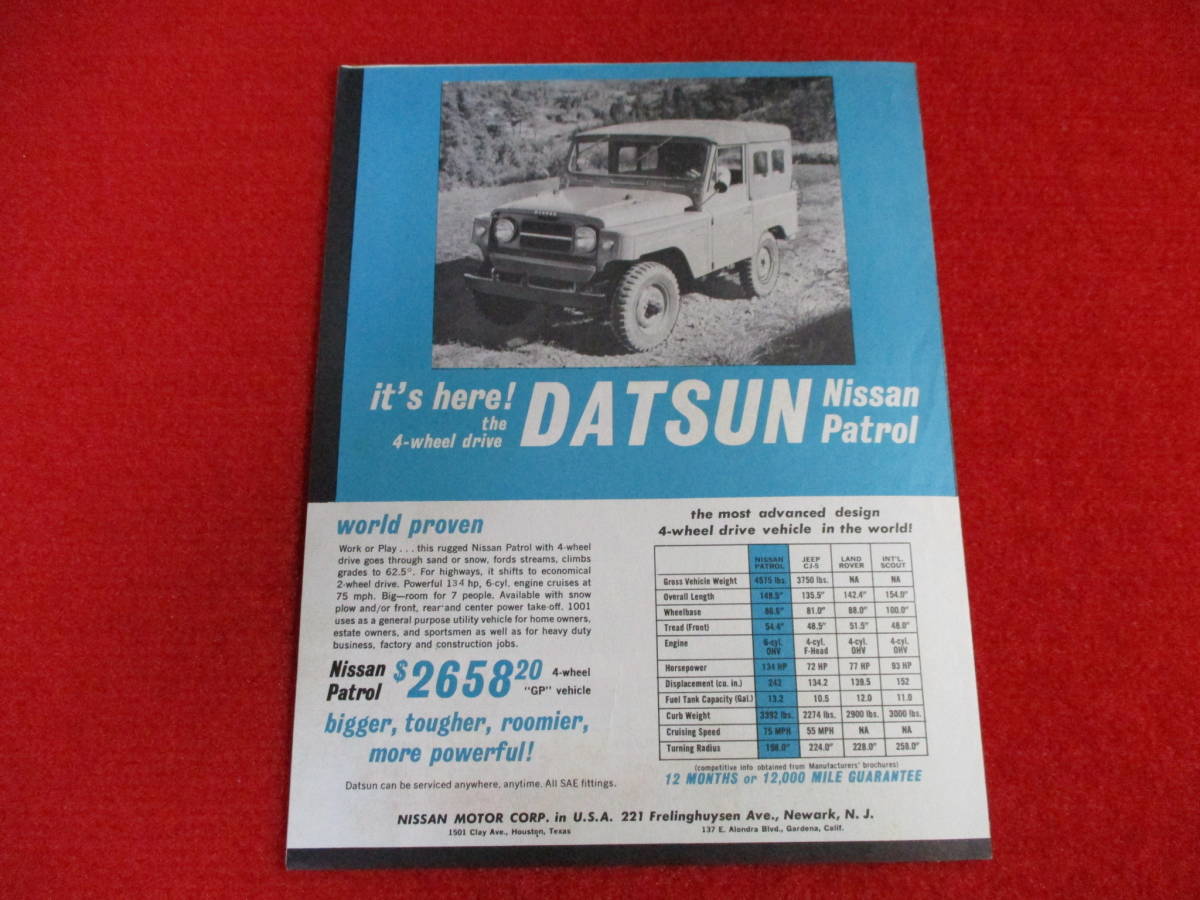 NISSAN
it's here!
the
4-wheel drive
DATSUN
Nissan
Patrol
world proven
Work or Play . . . this rugged Nissan Patrol with 4-wheel
drive goes through sand or snow, fords streams, climbs
grades to 62.5°. For highways, it shifts to economical
2-wheel drive. Powerful 134 hp, 6-cyl. engine cruises at
75 mph. Big—room for 7 people. Available with snow
plow and/or front, rear and center power take-off. 1001
uses as a general purpose utility vehicle for home owners,
estate owners, and sportsmen as well as for heavy duty
business, factory and construction jobs.
Nissan
Patrol
$2658 20
4-wheel
"GP" vehicle
bigger, tougher, roomier,
more powerful!
Datsun can be serviced anywhere, anytime. All SAE fittings.
the most advanced design
4-wheel drive vehicle in the world!
NISSAN PATROL JEEP CJ-5 LAND ROVER INT'L. SCOUT
Gross Vehicle Weight 4515 lbs. 3750 lbs. NA NA
Overall Length 148.5" 135.5" 142.4" 154.0"
Wheelbase 86.6" 81.0" 88.0" 100.0"
Tread (Front) 54.4" 48.5" 51.5" 48.0"
Engine 6-cyl. OHV 4-cyl. F-Head 4-cyl. OHV 4-cyl. OHV
Horsepower 134 HP 72 HP 77 HP 93 HP
Displacement (cu. in.) 242 134.2 139.5 152
Fuel Tank Capacity (Gal.) 13.2 10.5 12.0 11.0
Curb Weight 3392 lbs. 2274 lbs. 2900 lbs. 3000 lbs.
Cruising Speed 75 MPH 55 MPH NA NA
Turning Radius 198.0" 224.0" 228.0" 258.0"
(competitive info obtained from Manufacturers' brochures)
12 MONTHS or 12,000 MILE GUARANTEE
NISSAN MOTOR CORP. in U.S.A. 221 Frelinghuysen Ave., Newark, N. J.
1501 Clay Ave., Houston, Texas 137 E. Alondra Blvd., Gardena, Calif.